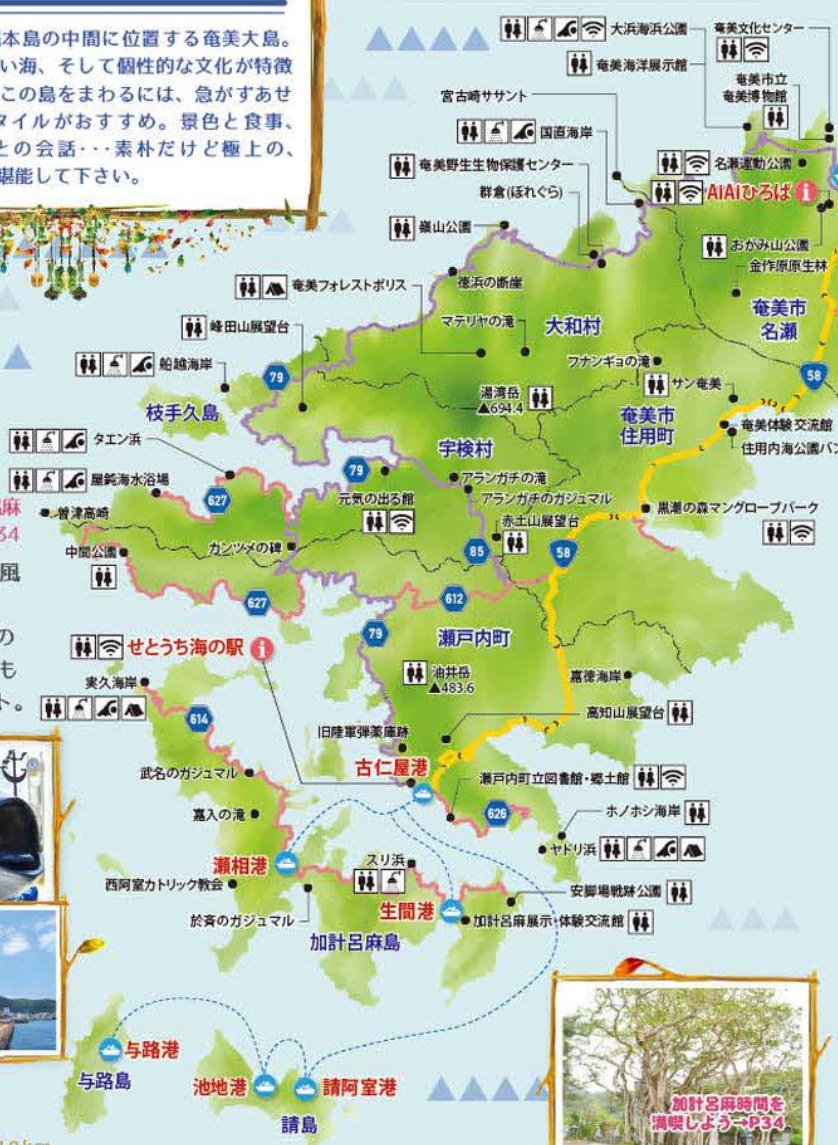 本島の中間に位置する奄美大島。
い海、そして個性的な文化が特徴
この島をまわるには、急がすあせ
タイルがおすすめ。景色と食事、
との会話・・・素朴だけど極上の、
堪能して下さい。
大浜海浜公園
奄美文化センター
奄美海洋展示館
奄美市立
奄美博物館
宮古崎ササント
国直海岸
名瀬運動公園
奄美野生生物保護センター
AIAIひろば
群倉(ぼれぐら)
嶺山公園
おがみ山公園
金作原原生林
徳浜の断崖
奄美フォレストポリス
マテリヤの滝
大和村
奄美市
名瀬
峰田山展望台
フナンギョの滝
58
船越海岸
79
湯湾岳
▲694.4
サン奄美
枝手久島
奄美市
住用町
奄美体験交流館
タエン浜
宇検村
住用内海公園バン
79
屋鈍海水浴場
627
アランガチの滝
元気の出る館
アランガチのガジュマル
曽津高崎
赤土山展望台
黒潮の森マングローブパーク
麻
34
中間公園
カンツメの碑
85
58
風
627
612
の
79
瀬戸内町
も
せとうち海の駅
ト。
実久海岸
油井岳
▲483.6
嘉徳海岸
614
高知山展望台
旧陸軍弾薬庫跡
武名のガジュマル
古仁屋港
瀬戸内町立図書館・郷土館
626
ホノホシ海岸
嘉入の滝
ヤドリ浜
瀬相港
スリ浜
西阿室カトリック教会
安脚場戦跡公園
生間港
於斉のガジュマル
加計呂麻展示・体験交流館
加計呂麻島
与路港
与路島
池地港
請阿室港
請島
加計呂麻時間を
満喫しよう→P34